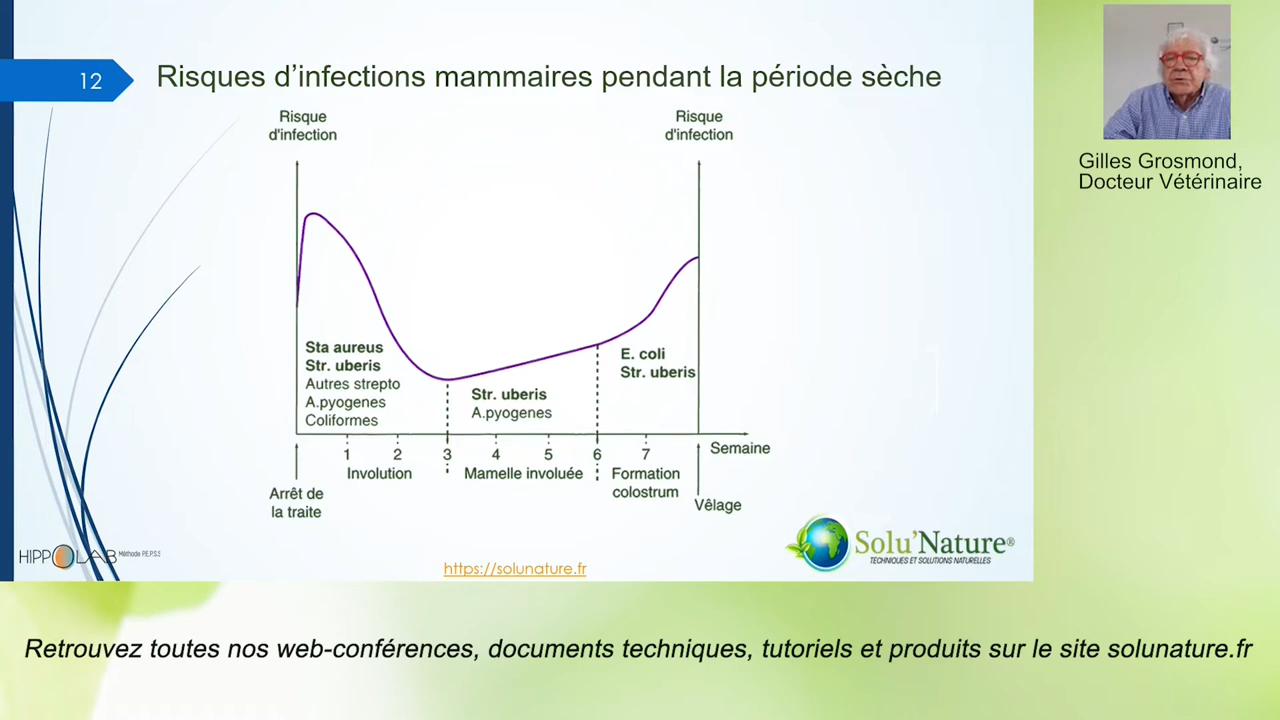 12
Risques d'infections mammaires pendant la période sèche
Risque
d'infection
Risque
d'infection
Sta aureus
Str. uberis
Autres strepto
A.pyogenes
Coliformes
Str. uberis
A.pyogenes
E. coli
Str. uberis
1 2 3 4 5 6 7
Semaine
Involution
Mamelle involuée
Formation
colostrum
Arrêt de
la traite
Vêlage
HIPPOLAB Méthode P.E.P.S.S
https://solunature.fr
Solu'Nature®
TECHNIQUES ET SOLUTIONS NATURELLES
Gilles Grosmond,
Docteur Vétérinaire
Retrouvez toutes nos web-conférences, documents techniques, tutoriels et produits sur le site solunature.fr